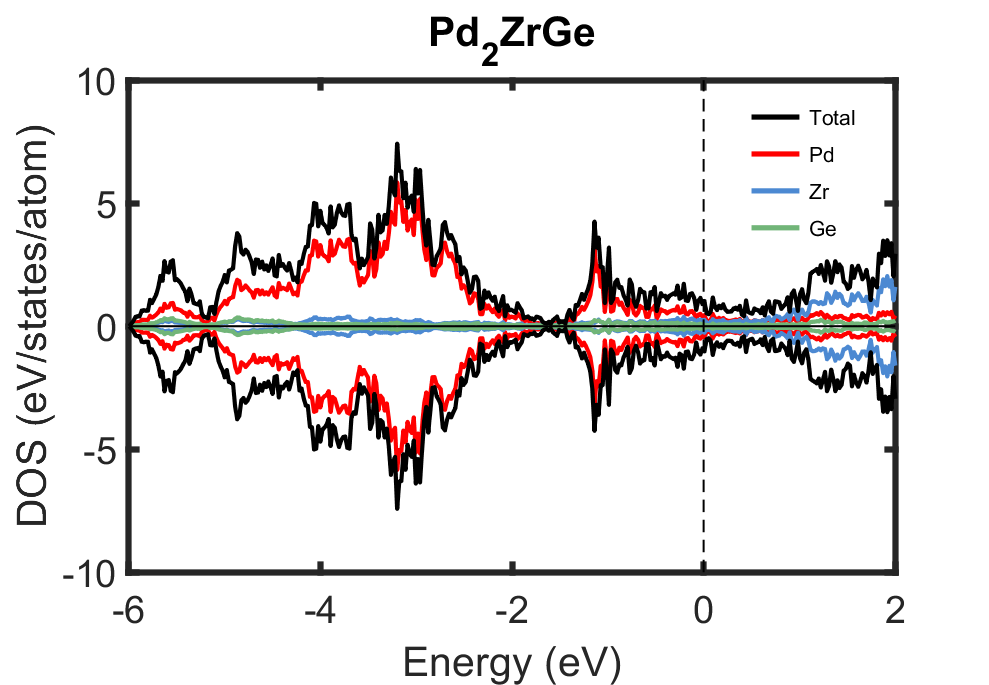 Pd2ZrGe
10
5
0
-5
-10
DOS (eV/states/atom)
Total
Pd
Zr
Ge
-6 -4 -2 0 2
Energy (eV)